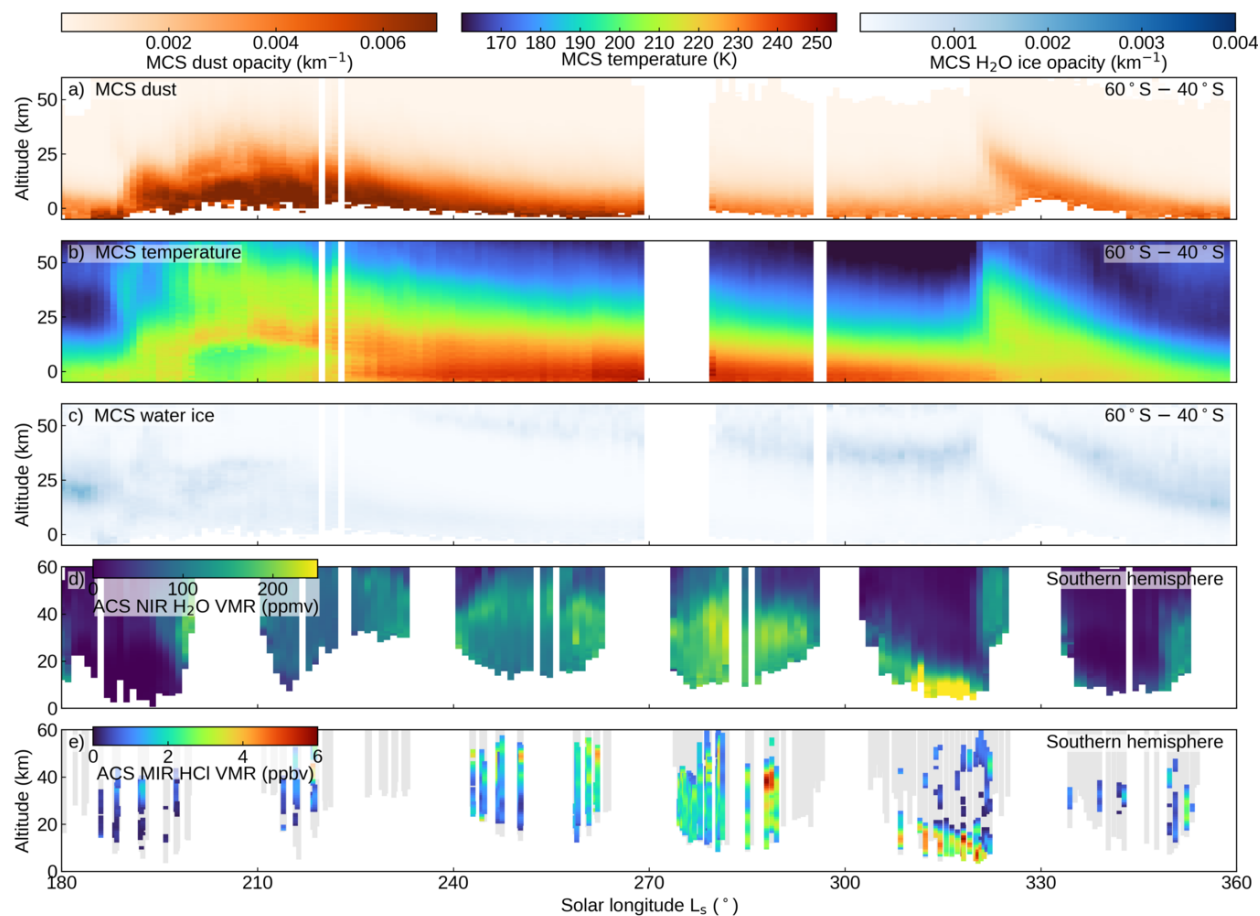 0.002 0.004 0.006
MCS dust opacity (km⁻¹)
170 180 190 200 210 220 230 240 250
MCS temperature (K)
0.001 0.002 0.003 0.004
MCS H₂O ice opacity (km⁻¹)
a) MCS dust
60°S − 40°S
Altitude (km)
50
25
0
b) MCS temperature
60°S − 40°S
Altitude (km)
50
25
0
c) MCS water ice
60°S − 40°S
Altitude (km)
50
25
0
d)
0 100 200
ACS NIR H₂O VMR (ppmv)
Southern hemisphere
Altitude (km)
60
40
20
0
e)
0 2 4 6
ACS MIR HCl VMR (ppbv)
Southern hemisphere
Altitude (km)
60
40
20
0
180 210 240 270 300 330 360
Solar longitude Lₛ (°)